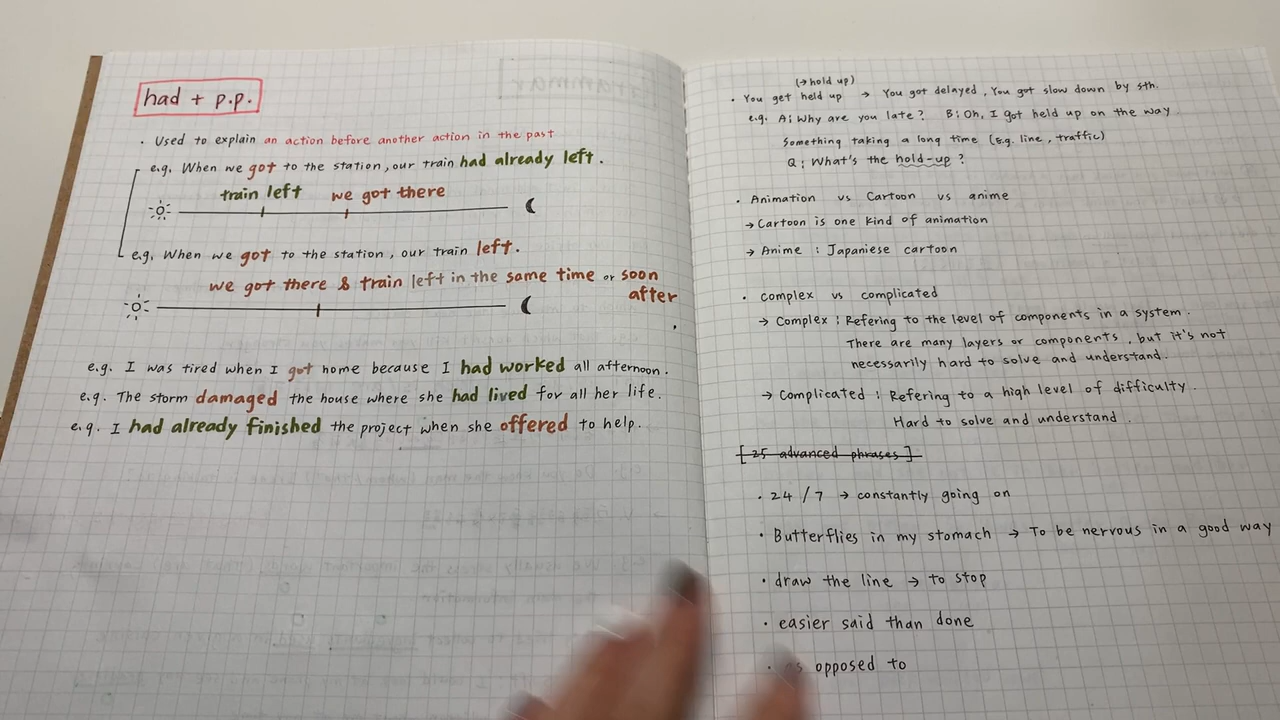 had + p.p.
· Used to explain an action before another action in the past
e.g. When we got to the station, our train had already left.
train left we got there
e.g. When we got to the station, our train left.
we got there & train left in the same time or soon
after
e.g. I was tired when I got home because I had worked all afternoon.
e.g. The storm damaged the house where she had lived for all her life.
e.g. I had already finished the project when she offered to help.
(→ hold up)
· You get held up → You got delayed, You got slow down by sth.
e.g. A: Why are you late? B: Oh, I got held up on the way.
Something taking a long time (E.g. line, traffic)
Q: What's the hold-up?
· Animation vs Cartoon vs anime
→ Cartoon is one kind of animation
→ Anime : Japaniese cartoon
· complex vs complicated
→ Complex : Refering to the level of components in a system.
There are many layers or components, but it's not
necessarily hard to solve and understand.
→ Complicated : Refering to a high level of difficulty.
Hard to solve and understand.
[25 advanced phrases]
· 24/7 → constantly going on
· Butterflies in my stomach → To be nervous in a good way
· draw the line → to stop
· easier said than done
· as opposed to